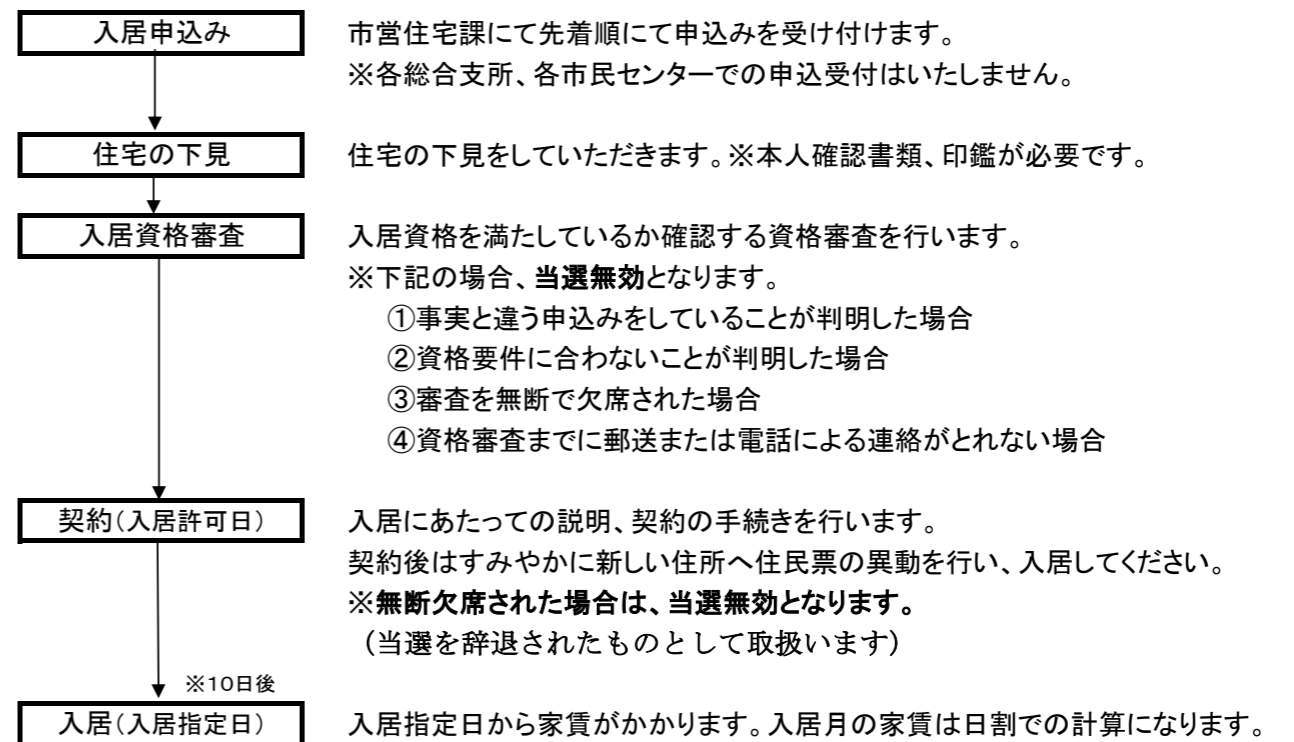 入居申込み
市営住宅課にて先着順にて申込みを受け付けます。
※各総合支所、各市民センターでの申込受付はいたしません。
住宅の下見
住宅の下見をしていただきます。※本人確認書類、印鑑が必要です。
入居資格審査
入居資格を満たしているか確認する資格審査を行います。
※下記の場合、当選無効となります。
①事実と違う申込みをしていることが判明した場合
②資格要件に合わないことが判明した場合
③審査を無断で欠席された場合
④資格審査までに郵送または電話による連絡がとれない場合
契約(入居許可日)
入居にあたっての説明、契約の手続きを行います。
契約後はすみやかに新しい住所へ住民票の異動を行い、入居してください。
※無断欠席された場合は、当選無効となります。
(当選を辞退されたものとして取扱います)
※10日後
入居(入居指定日)
入居指定日から家賃がかかります。入居月の家賃は日割での計算になります。